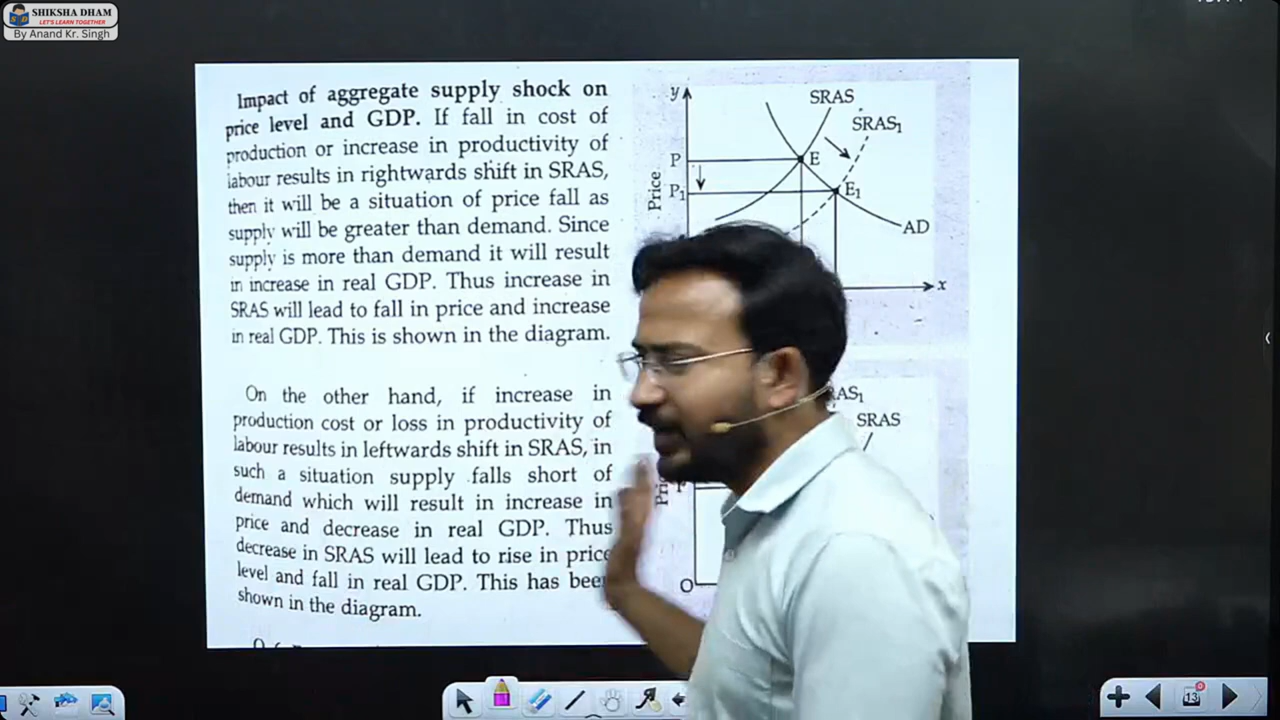 SHIKSHA DHAM
LET'S LEARN TOGETHER
By Anand Kr. Singh
Impact of aggregate supply shock on
price level and GDP. If fall in cost of
production or increase in productivity of
labour results in rightwards shift in SRAS,
then it will be a situation of price fall as
supply will be greater than demand. Since
supply is more than demand it will result
in increase in real GDP. Thus increase in
SRAS will lead to fall in price and increase
in real GDP. This is shown in the diagram.
On the other hand, if increase in
production cost or loss in productivity of
labour results in leftwards shift in SRAS, in
such a situation supply falls short of
demand which will result in increase in
price and decrease in real GDP. Thus
decrease in SRAS will lead to rise in price
level and fall in real GDP. This has been
shown in the diagram.
y
SRAS
SRAS1
P
E
P1
E1
Price
AD
x
SRAS
O
13